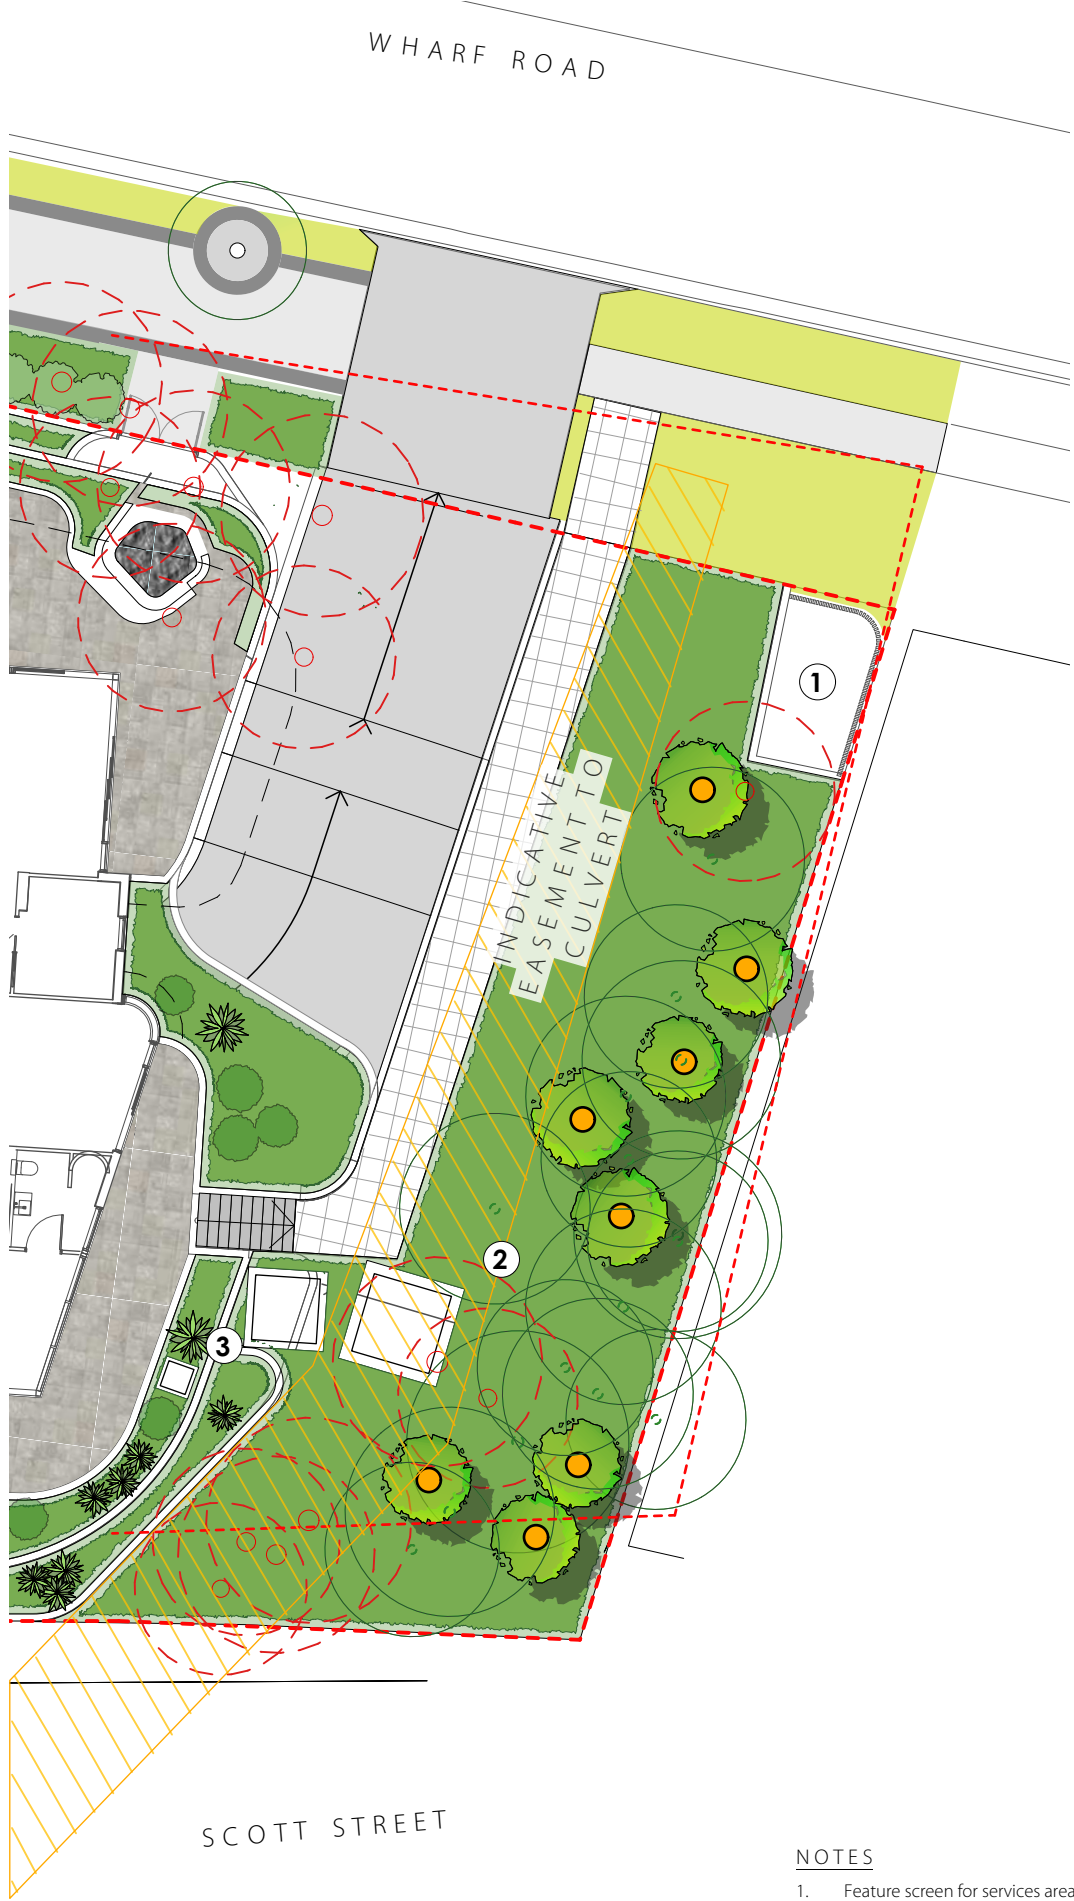 WHARF ROAD
1
INDICATIVE
EASEMENT TO
CULVERT
2
3
SCOTT STREET
NOTES
1. Feature screen for services area